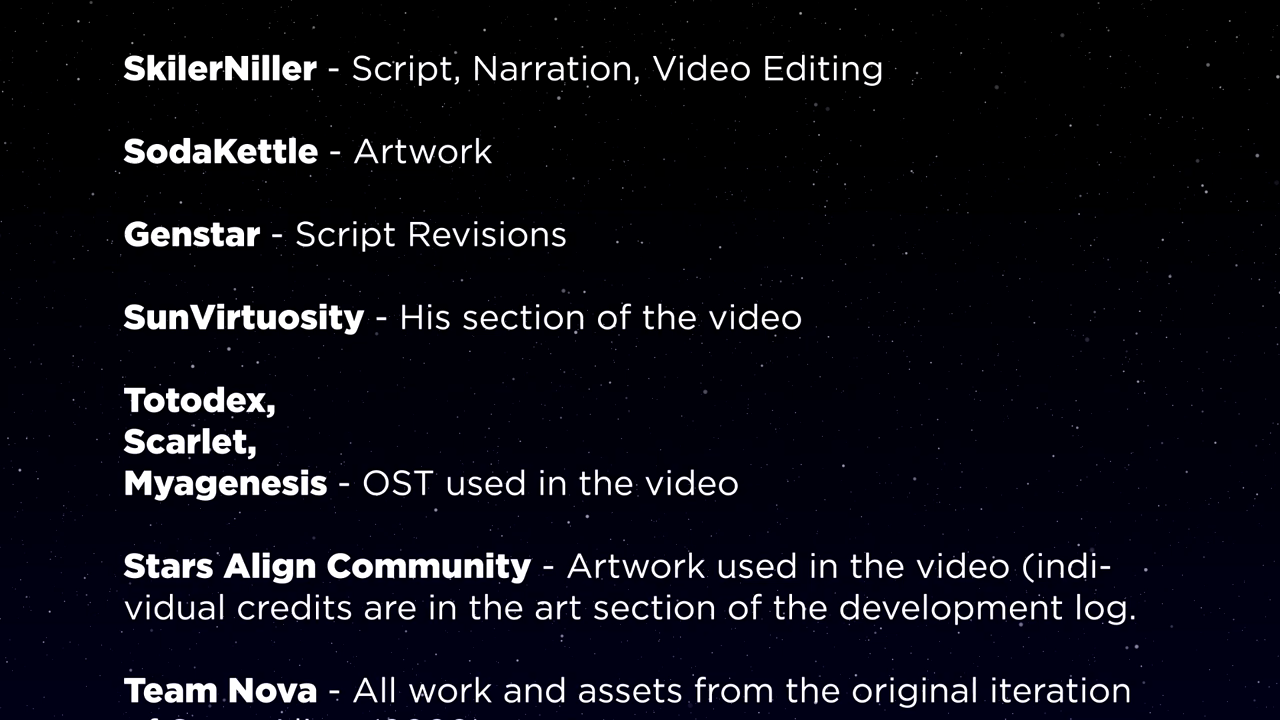 SkilerNiller - Script, Narration, Video Editing
SodaKettle - Artwork
Genstar - Script Revisions
SunVirtuosity - His section of the video
Totodex,
Scarlet,
Myagenesis - OST used in the video
Stars Align Community - Artwork used in the video (indi-
vidual credits are in the art section of the development log.
Team Nova - All work and assets from the original iteration